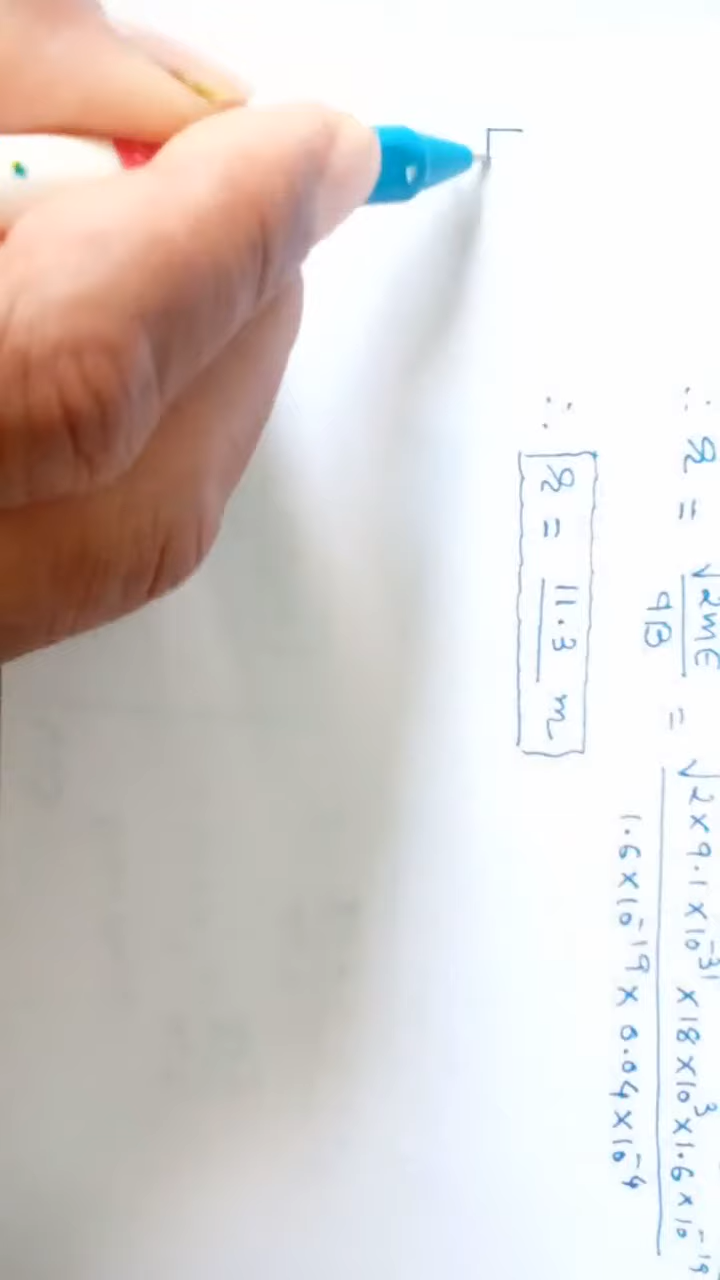 ∴ r = √2mE / qB = √2×9.1×10⁻³¹ ×18×10³×1.6×10⁻¹⁹ / 1.6×10⁻¹⁹× 0.04×10⁻⁴
∴ r = 11.3 m